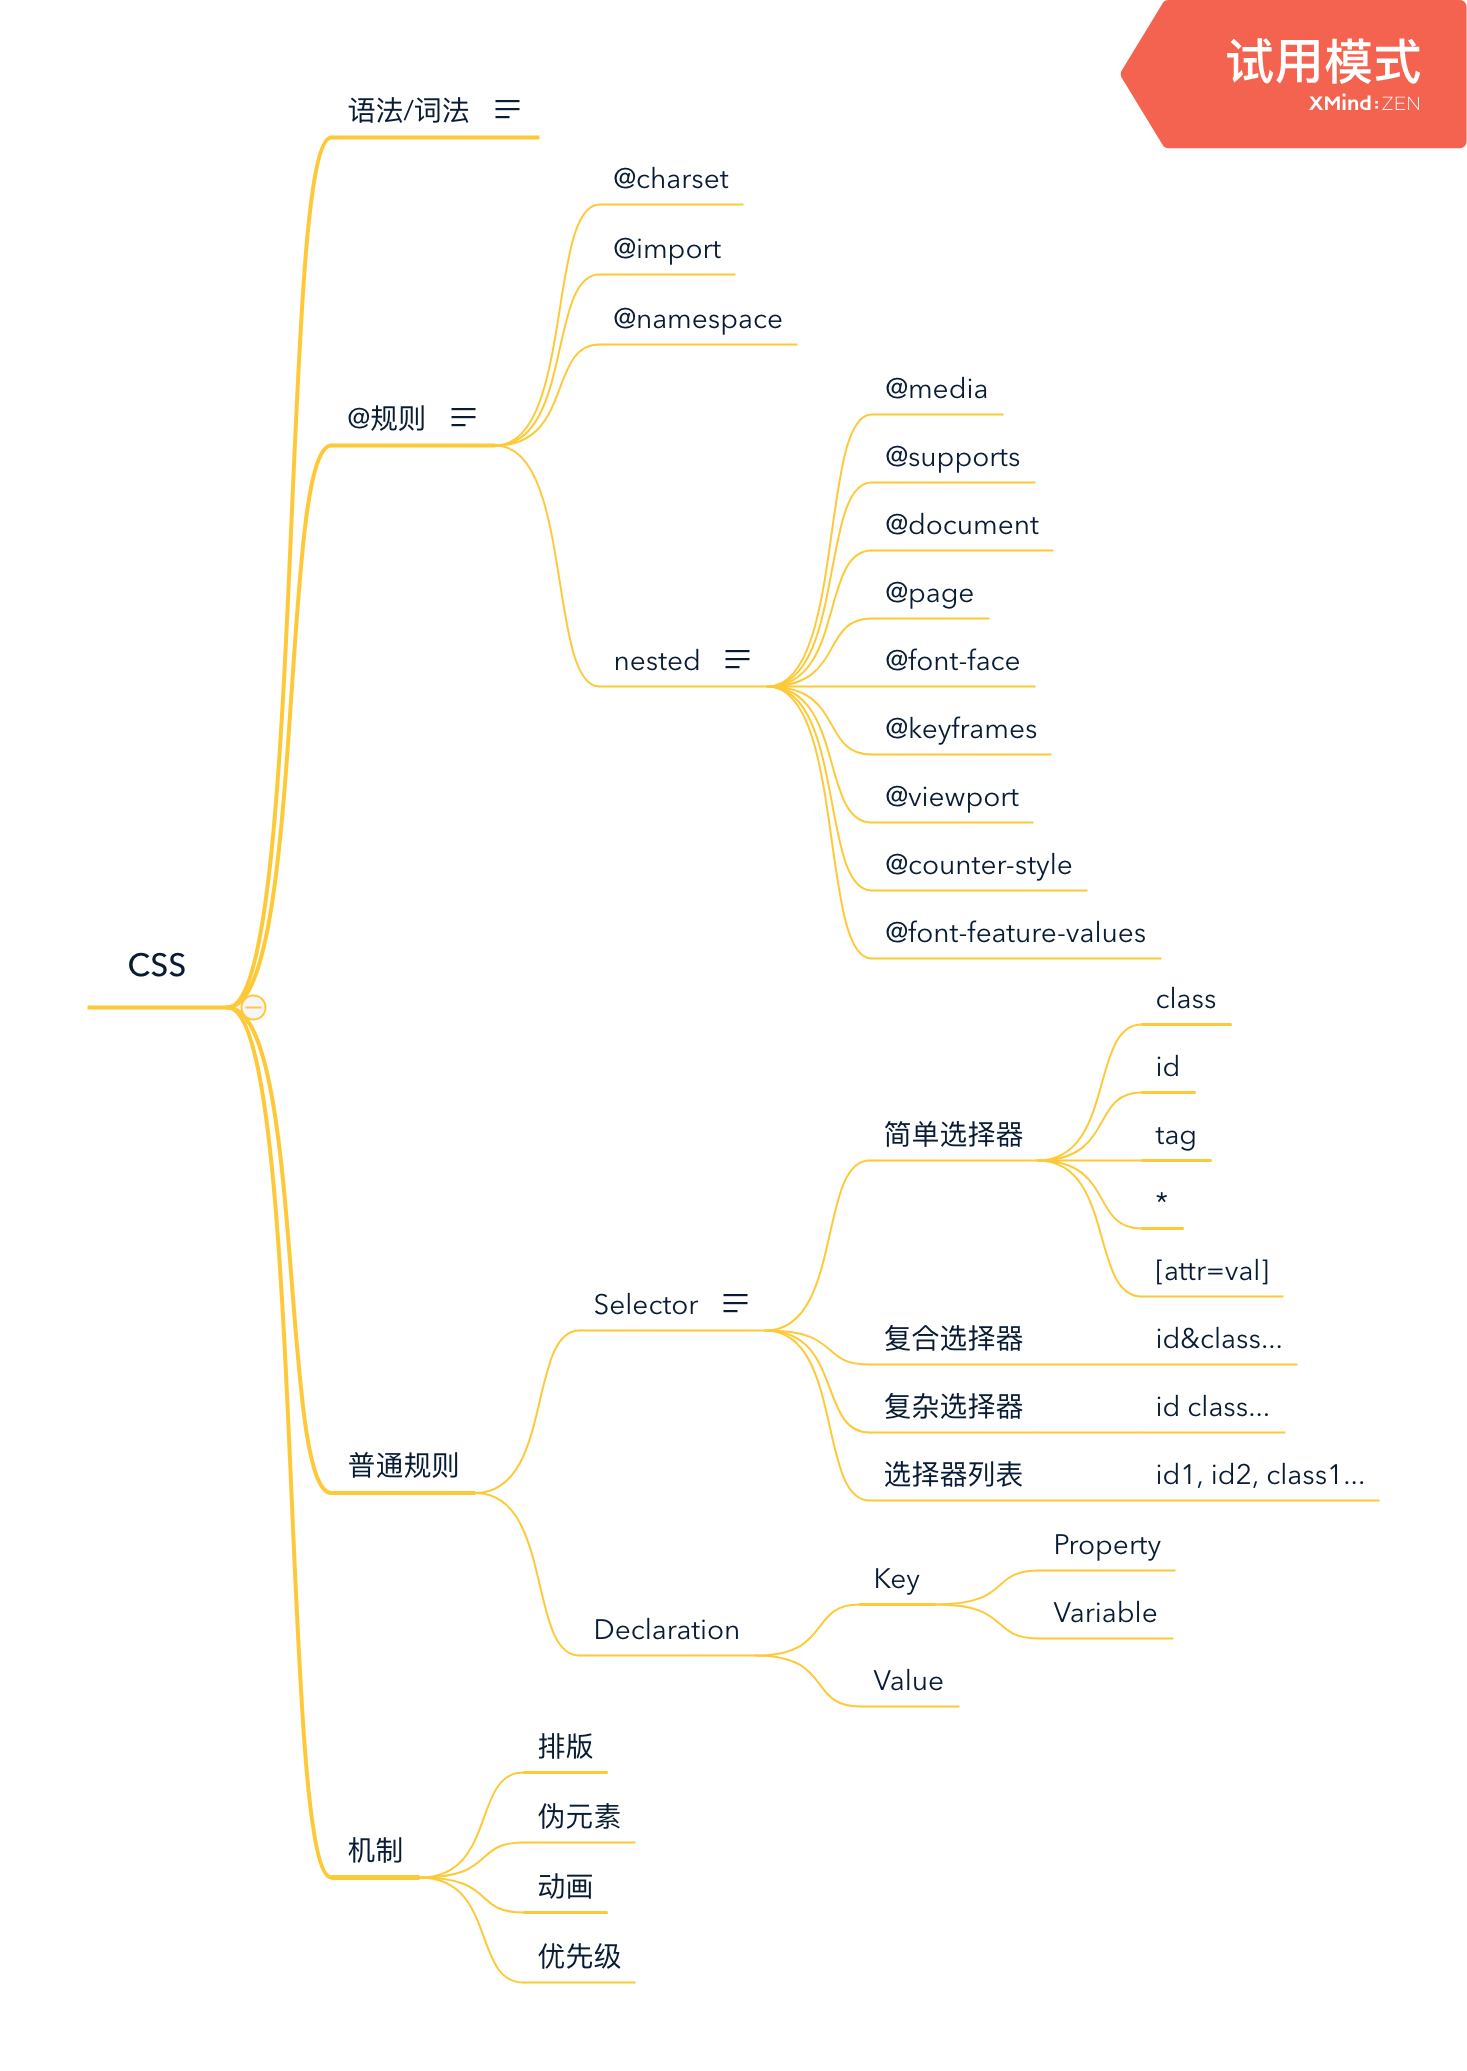 试用模式
XMind:ZEN
语法/词法
@charset
@import
@namespace
@规则
@media
@supports
@document
@page
nested
@font-face
@keyframes
@viewport
@counter-style
@font-feature-values
CSS
class
id
简单选择器
tag
*
[attr=val]
Selector
复合选择器
id&class...
复杂选择器
id class...
选择器列表
id1, id2, class1...
普通规则
Property
Key
Variable
Declaration
Value
排版
伪元素
机制
动画
优先级